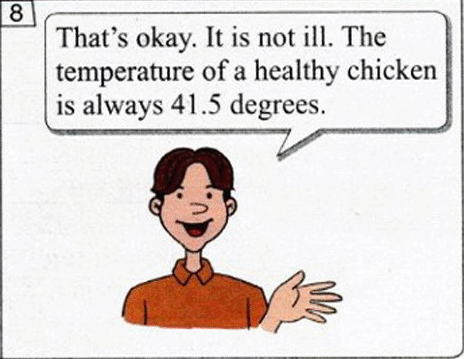 8
That's okay. It is not ill. The
temperature of a healthy chicken
is always 41.5 degrees.